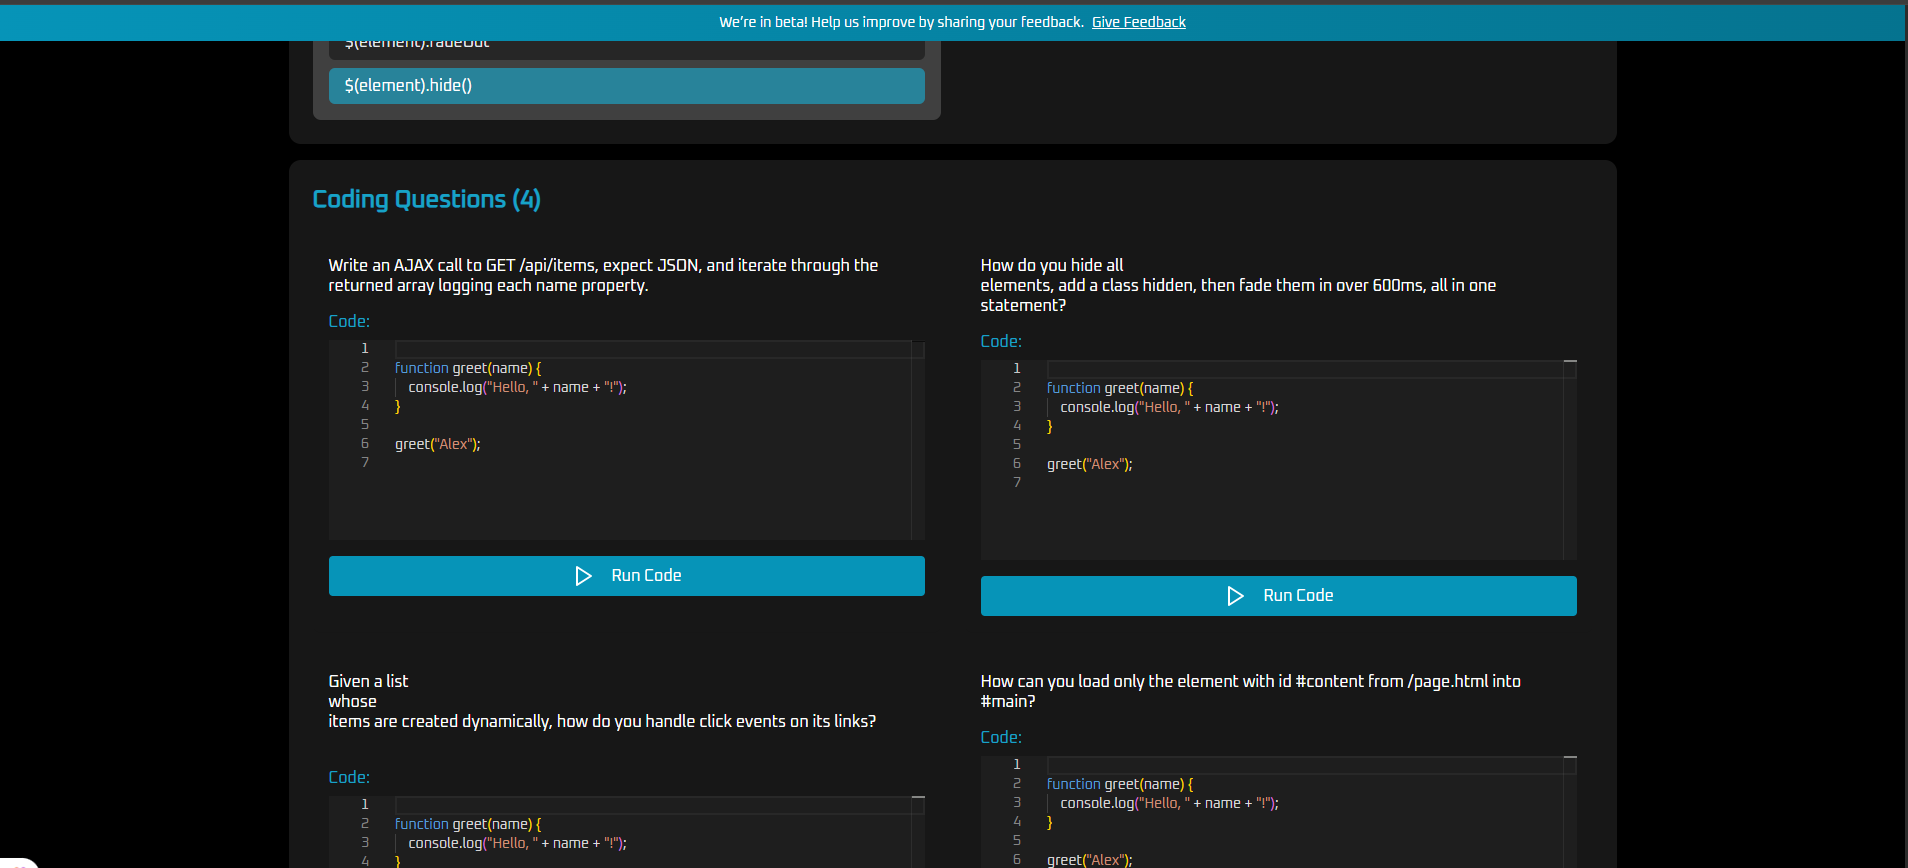 We're in beta! Help us improve by sharing your feedback. Give Feedback
$(element).fadeOut
$(element).hide()
Coding Questions (4)
Write an AJAX call to GET /api/items, expect JSON, and iterate through the
returned array logging each name property.
Code:
1
2 function greet(name) {
3 console.log("Hello, " + name + "!");
4 }
5
6 greet("Alex");
7
Run Code
How do you hide all
elements, add a class hidden, then fade them in over 600ms, all in one
statement?
Code:
1
2 function greet(name) {
3 console.log("Hello, " + name + "!");
4 }
5
6 greet("Alex");
7
Run Code
Given a list
whose
items are created dynamically, how do you handle click events on its links?
Code:
1
2 function greet(name) {
3 console.log("Hello, " + name + "!");
4 }
How can you load only the element with id #content from /page.html into
#main?
Code:
1
2 function greet(name) {
3 console.log("Hello, " + name + "!");
4 }
5
6 greet("Alex");